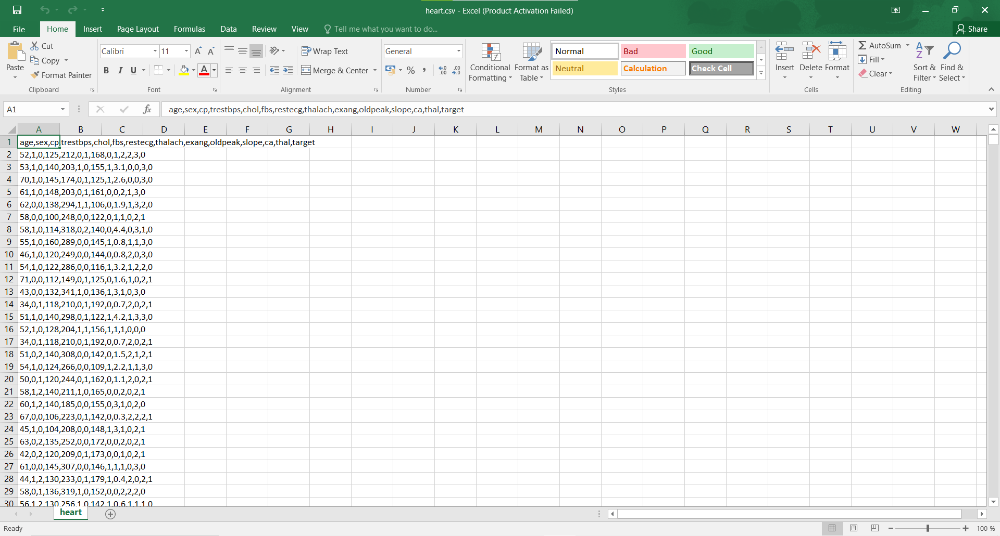 heart.csv - Excel (Product Activation Failed)
File Home Insert Page Layout Formulas Data Review View Tell me what you want to do... Share
Paste
Cut
Copy
Format Painter
Clipboard
Calibri 11
B I U
Font
Wrap Text
Merge & Center
Alignment
General
%
Number
Conditional Formatting
Format as Table
Normal Bad Good
Neutral Calculation Check Cell
Styles
Insert Delete Format
Cells
AutoSum
Fill
Clear
Sort & Filter
Find & Select
Editing
A1 fx age,sex,cp,trestbps,chol,fbs,restecg,thalach,exang,oldpeak,slope,ca,thal,target
A B C D E F G H I J K L M N O P Q R S T U V W
1 age,sex,cp,trestbps,chol,fbs,restecg,thalach,exang,oldpeak,slope,ca,thal,target
2 52,1,0,125,212,0,1,168,0,1,2,2,3,0
3 53,1,0,140,203,1,0,155,1,3.1,0,0,3,0
4 70,1,0,145,174,0,1,125,1,2.6,0,0,3,0
5 61,1,0,148,203,0,1,161,0,0,2,1,3,0
6 62,0,0,138,294,1,1,106,0,1.9,1,3,2,0
7 58,0,0,100,248,0,0,122,0,1,1,0,2,1
8 58,1,0,114,318,0,2,140,0,4.4,0,3,1,0
9 55,1,0,160,289,0,0,145,1,0.8,1,1,3,0
10 46,1,0,120,249,0,0,144,0,0.8,2,0,3,0
11 54,1,0,122,286,0,0,116,1,3.2,1,2,2,0
12 71,0,0,112,149,0,1,125,0,1.6,1,0,2,1
13 43,0,0,132,341,1,0,136,1,3,1,0,3,0
14 34,0,1,118,210,0,1,192,0,0.7,2,0,2,1
15 51,1,0,140,298,0,1,122,1,4.2,1,3,3,0
16 52,1,0,128,204,1,1,156,1,1,1,0,0,0
17 34,0,1,118,210,0,1,192,0,0.7,2,0,2,1
18 51,0,2,140,308,0,0,142,0,1.5,2,1,2,1
19 54,1,0,124,266,0,0,109,1,2.2,1,1,3,0
20 50,0,1,120,244,0,1,162,0,1.1,2,0,2,1
21 58,1,2,140,211,1,0,165,0,0,2,0,2,1
22 60,1,2,140,185,0,0,155,0,3,1,0,2,0
23 67,0,0,106,223,0,1,142,0,0.3,2,2,2,1
24 45,1,0,104,208,0,0,148,1,3,1,0,2,1
25 63,0,2,135,252,0,0,172,0,0,2,0,2,1
26 42,0,2,120,209,0,1,173,0,0,1,0,2,1
27 61,0,0,145,307,0,0,146,1,1,1,0,3,0
28 44,1,2,130,233,0,1,179,1,0.4,2,0,2,1
29 58,0,1,136,319,1,0,152,0,0,2,2,2,0
30 56,1,2,130,256,1,0,142,1,0.6,1,1,1,0
heart
Ready 100 %